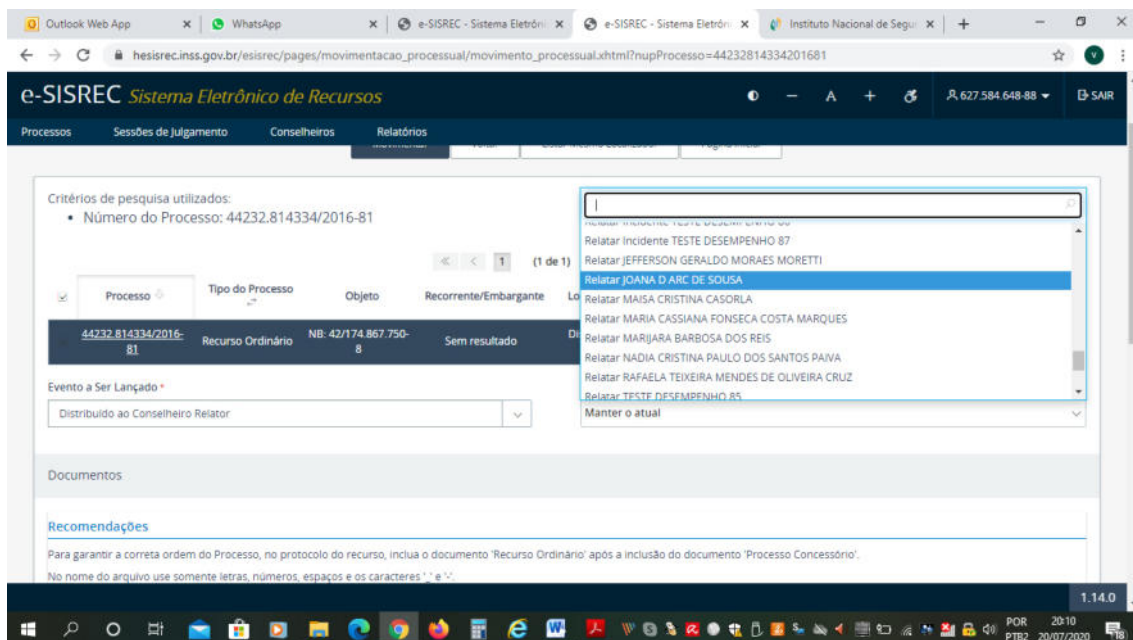 Outlook Web App
WhatsApp
e-SISREC - Sistema Eletrôni
e-SISREC - Sistema Eletrôni
Instituto Nacional de Segur
hesisrec.inss.gov.br/esisrec/pages/movimentacao_processual/movimento_processual.xhtml?nupProcesso=44232814334201681
V
e-SISREC Sistema Eletrônico de Recursos
A
627.584.648-88
SAIR
Processos
Sessões de Julgamento
Conselheiros
Relatórios
Critérios de pesquisa utilizados:
• Número do Processo: 44232.814334/2016-81
Relatar Incidente TESTE DESEMPENHO 87
Relatar JEFFERSON GERALDO MORAES MORETTI
Relatar JOANA D ARC DE SOUSA
Relatar MAISA CRISTINA CASORLA
Relatar MARIA CASSIANA FONSECA COSTA MARQUES
Relatar MARIJARA BARBOSA DOS REIS
Relatar NADIA CRISTINA PAULO DOS SANTOS PAIVA
Relatar RAFAELA TEIXEIRA MENDES DE OLIVEIRA CRUZ
Relatar TESTE DESEMPENHO 85
Manter o atual
1 (1 de 1)
Processo
Tipo do Processo
Objeto
Recorrente/Embargante
Lo
44232.814334/2016-
81
Recurso Ordinário
NB: 42/174.867.750-
8
Sem resultado
Di
Evento a Ser Lançado *
Distribuído ao Conselheiro Relator
Documentos
Recomendações
Para garantir a correta ordem do Processo, no protocolo do recurso, inclua o documento 'Recurso Ordinário' após a inclusão do documento 'Processo Concessório'.
No nome do arquivo use somente letras, números, espaços e os caracteres '_' e '-'.
1.14.0
POR
PTB2
20:10
20/07/2020